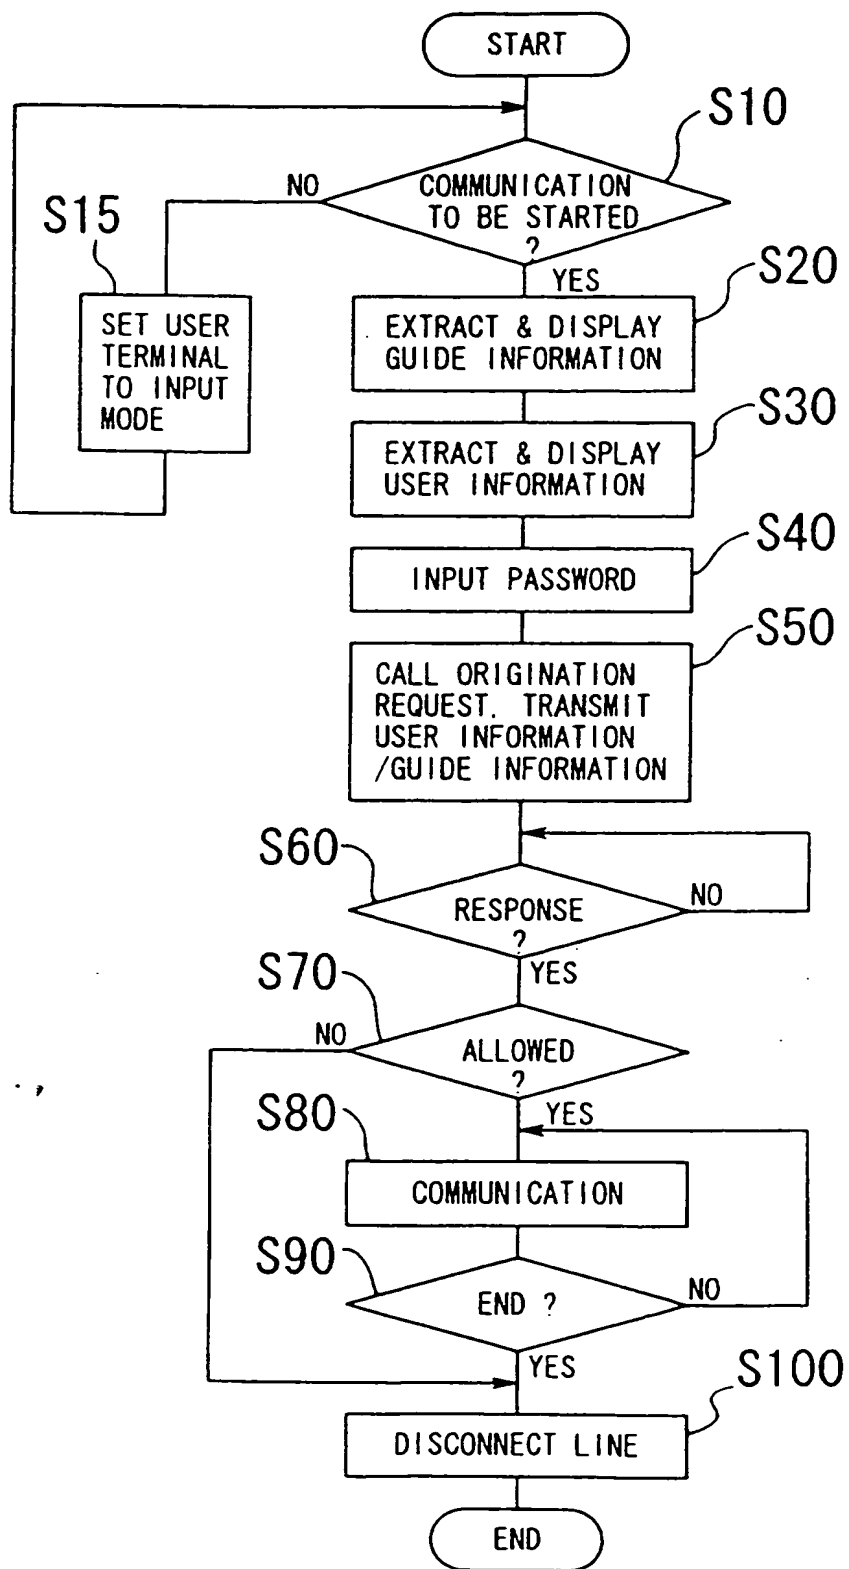 START
S10
COMMUNICATION
TO BE STARTED
?
NO
YES
S15
SET USER
TERMINAL
TO INPUT
MODE
S20
EXTRACT & DISPLAY
GUIDE INFORMATION
S30
EXTRACT & DISPLAY
USER INFORMATION
S40
INPUT PASSWORD
S50
CALL ORIGINATION
REQUEST. TRANSMIT
USER INFORMATION
/GUIDE INFORMATION
S60
RESPONSE
?
NO
YES
S70
NO
ALLOWED
?
YES
S80
COMMUNICATION
S90
END ?
NO
YES
S100
DISCONNECT LINE
END